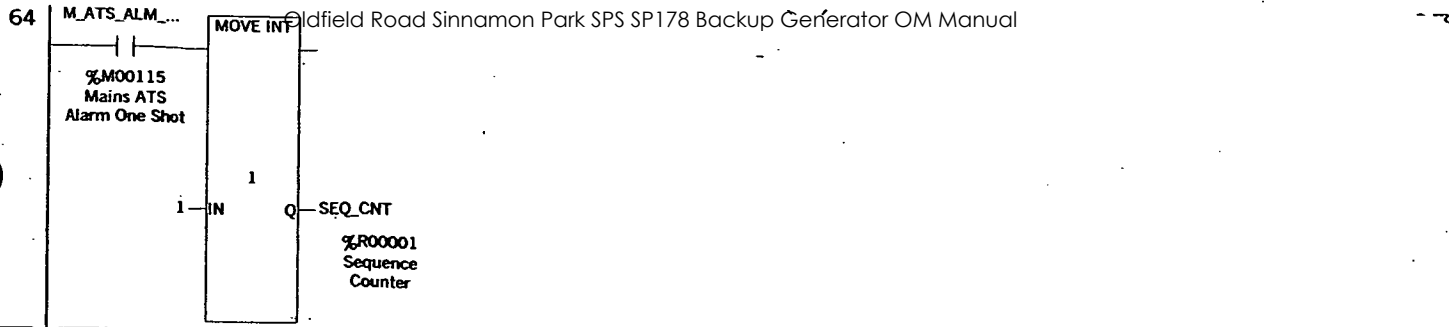 Oldfield Road Sinnamon Park SPS SP178 Backup Generator OM Manual
64
M_ATS_ALM_...
MOVE INT
%M00115
Mains ATS
Alarm One Shot
1
1 IN Q SEQ_CNT
%R00001
Sequence
Counter